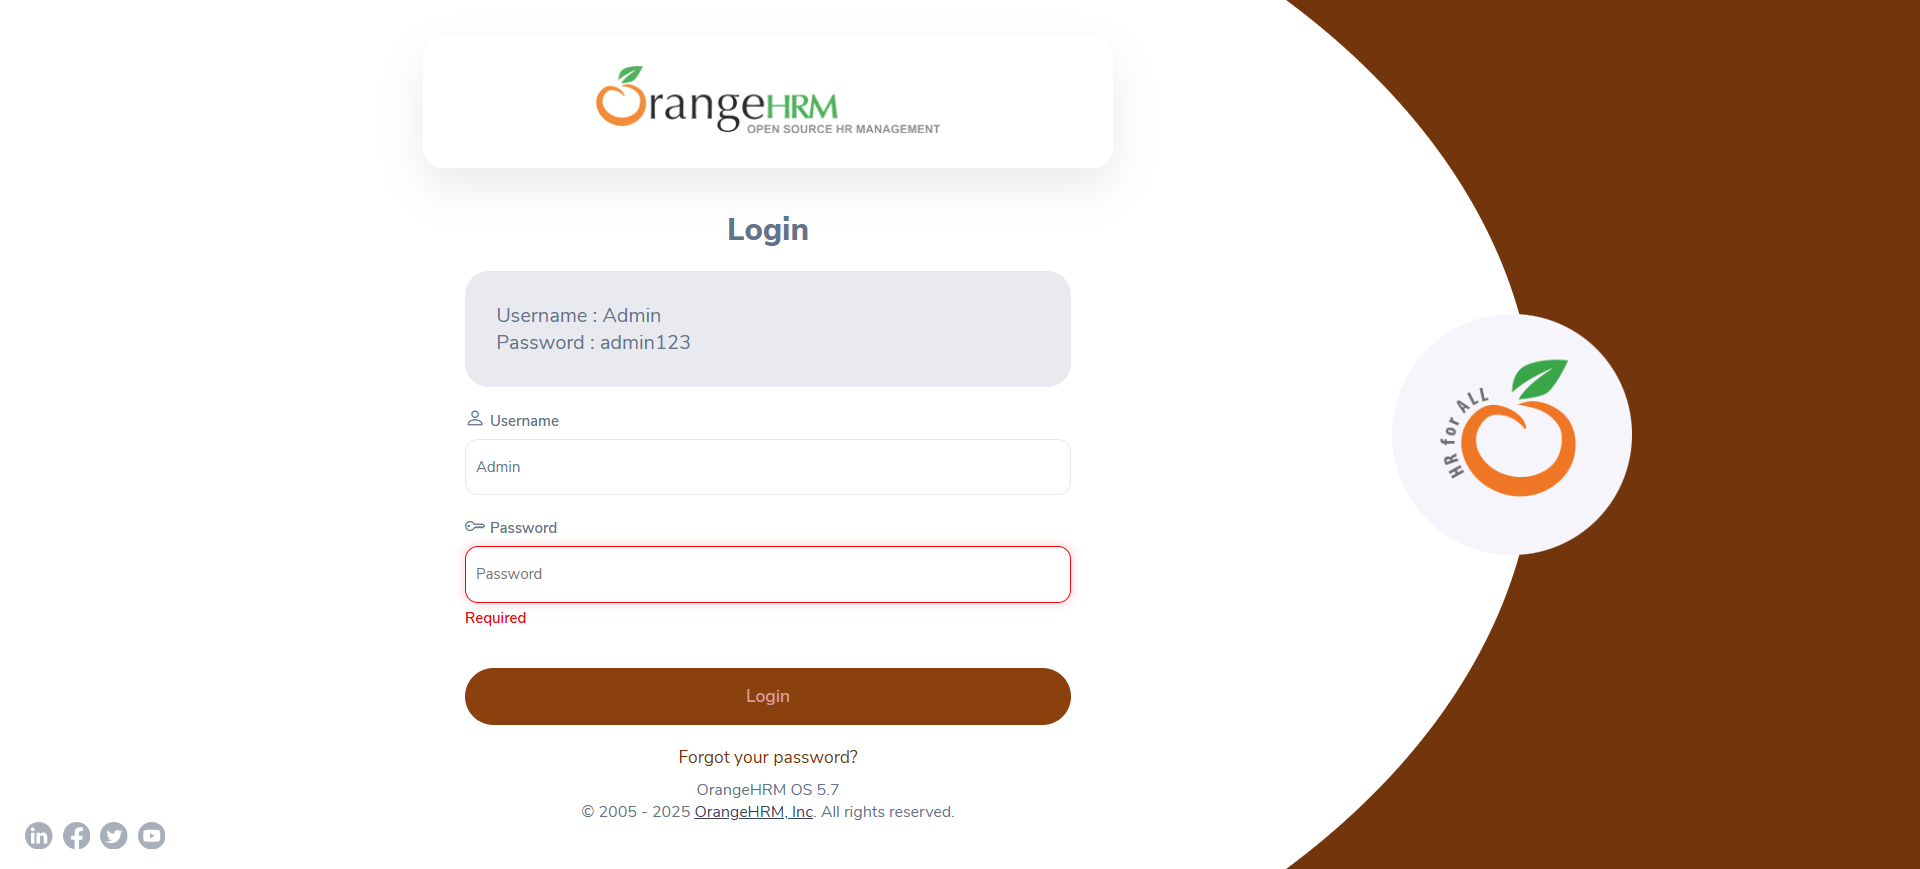 OrangeHRM
OPEN SOURCE HR MANAGEMENT
Login
Username : Admin
Password : admin123
Username
Admin
Password
Password
Required
Login
Forgot your password?
OrangeHRM OS 5.7
© 2005 - 2025 OrangeHRM, Inc. All rights reserved.
HR for ALL